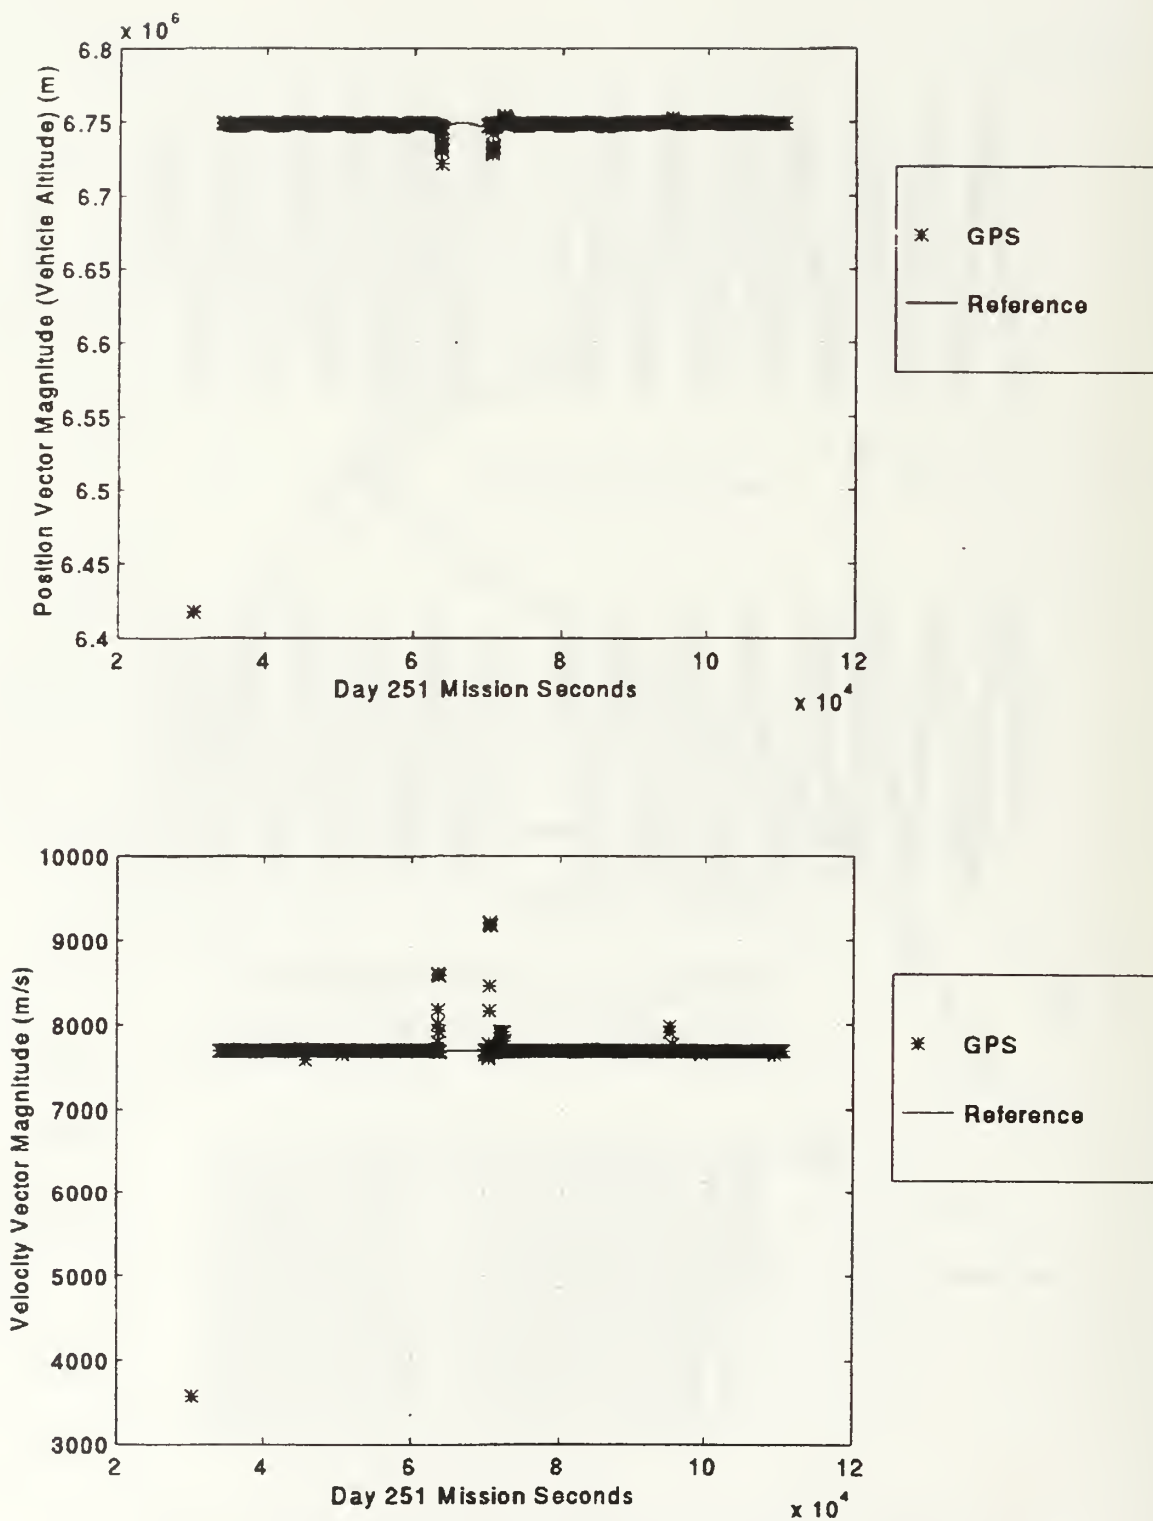 x 10^6
6.8
6.75
6.7
6.65
6.6
6.55
6.5
6.45
6.4
Position Vector Magnitude (Vehicle Altitude) (m)
2 4 6 8 10 12
Day 251 Mission Seconds
x 10^4
* GPS
— Reference
10000
9000
8000
7000
6000
5000
4000
3000
Velocity Vector Magnitude (m/s)
2 4 6 8 10 12
Day 251 Mission Seconds
x 10^4
* GPS
— Reference